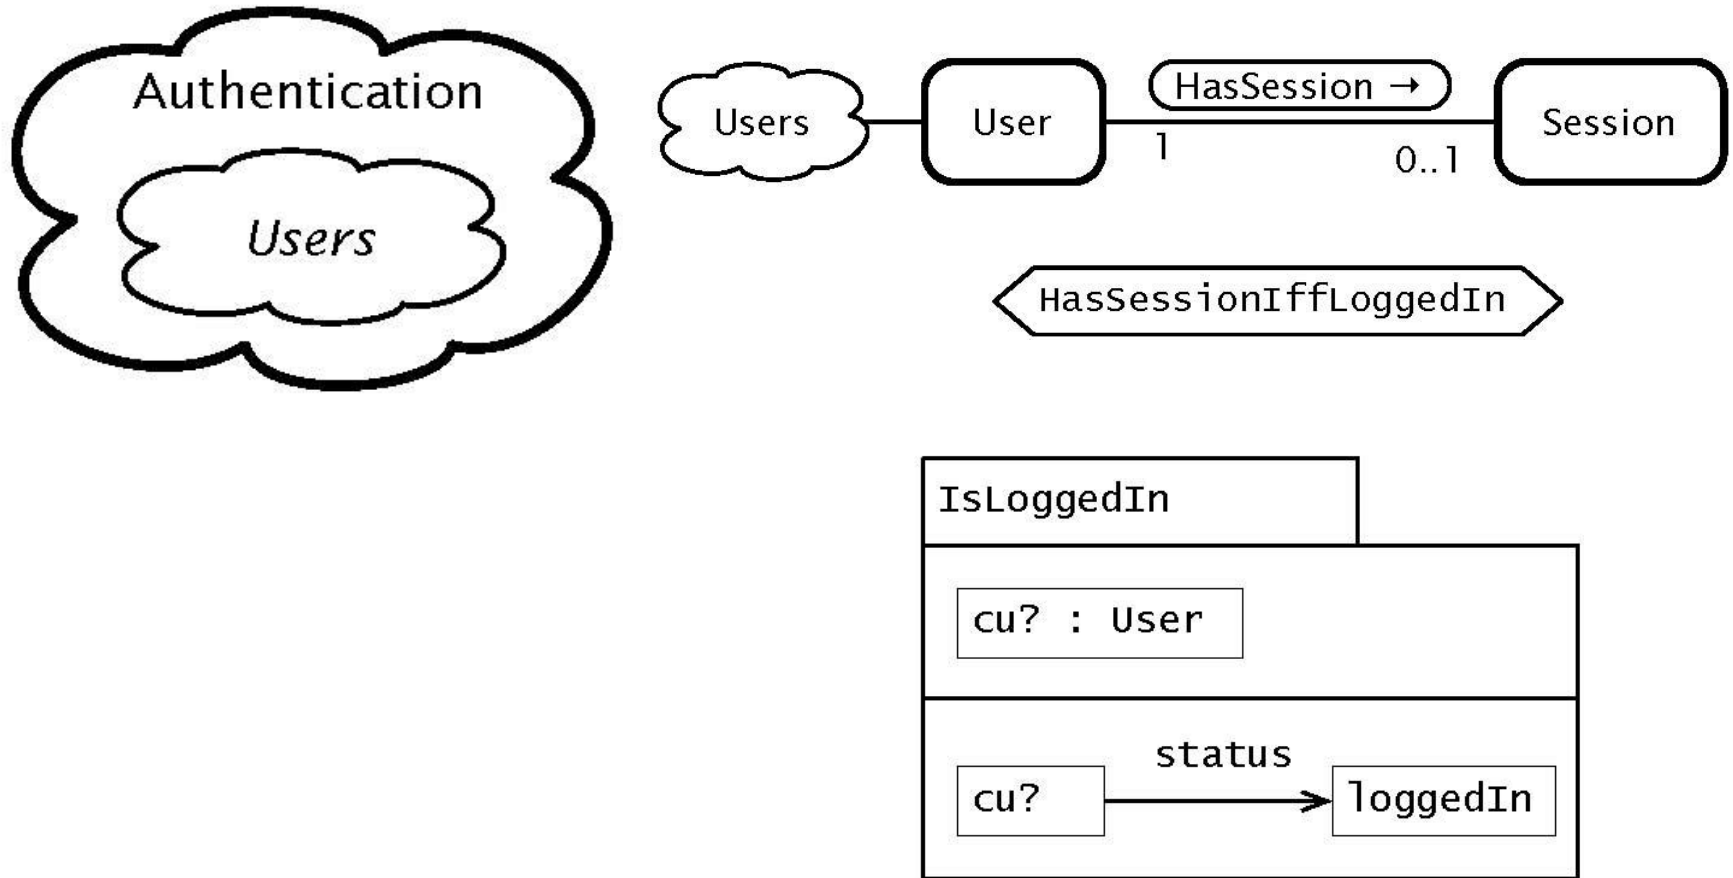 Authentication
Users
Users
User
HasSession →
1
0..1
Session
HasSessionIffLoggedIn
IsLoggedIn
cu? : User
status
cu?
loggedIn